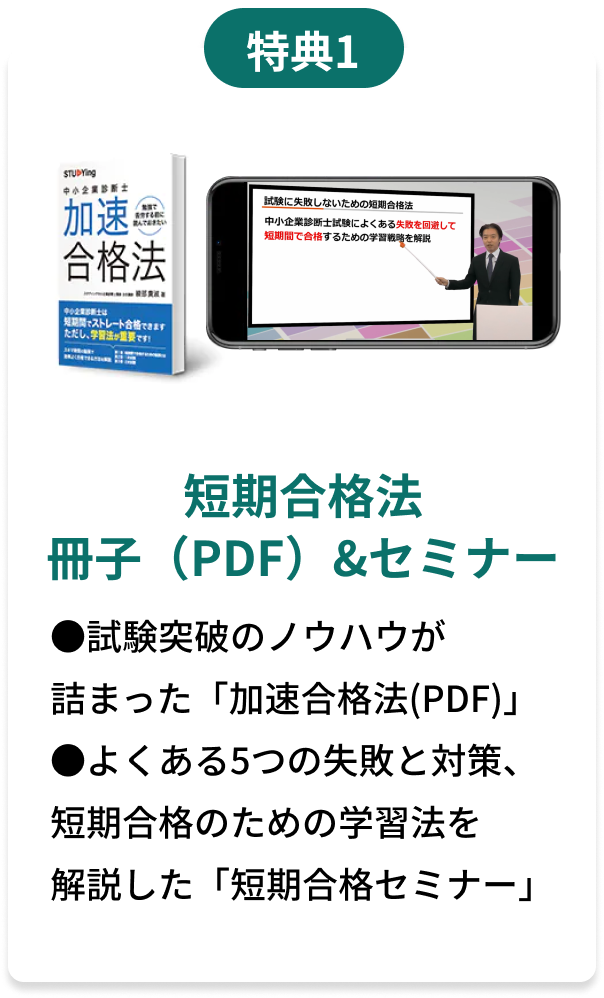 特典1
STUDYing
中小企業診断士
加速
合格法
独学で
合格する前に
読んでおきたい
綾部貴淑 著
中小企業診断士は
短期間でストレート合格できます
ただし、学習法が重要です!
試験に失敗しないための短期合格法
中小企業診断士試験によくある失敗を回避して
短期間で合格するための学習戦略を解説
短期合格法
冊子（PDF）&セミナー
●試験突破のノウハウが
詰まった「加速合格法(PDF)」
●よくある5つの失敗と対策、
短期合格のための学習法を
解説した「短期合格セミナー」